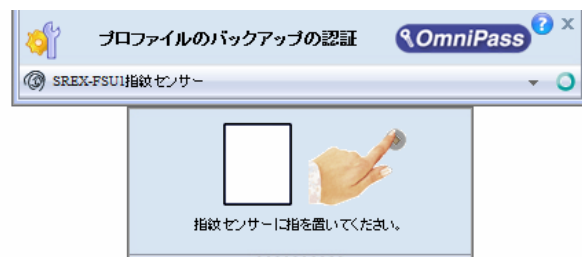 プロファイルのバックアップの認証
OmniPass
SREX-FSU1指紋センサー
指紋センサーに指を置いてください。